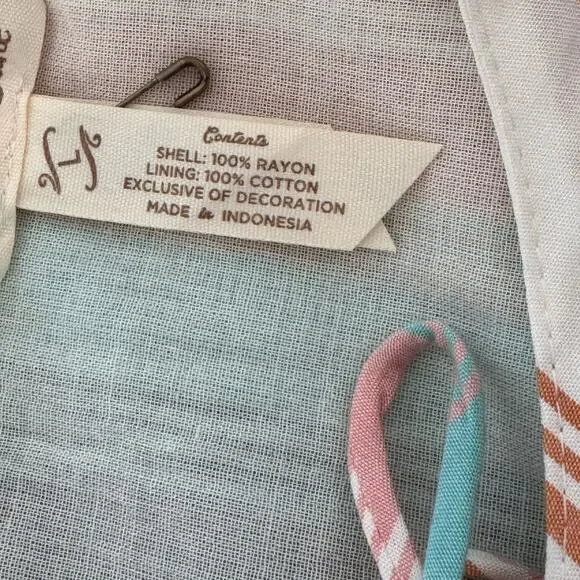 Contents
SHELL: 100% RAYON
LINING: 100% COTTON
EXCLUSIVE OF DECORATION
MADE in INDONESIA
L